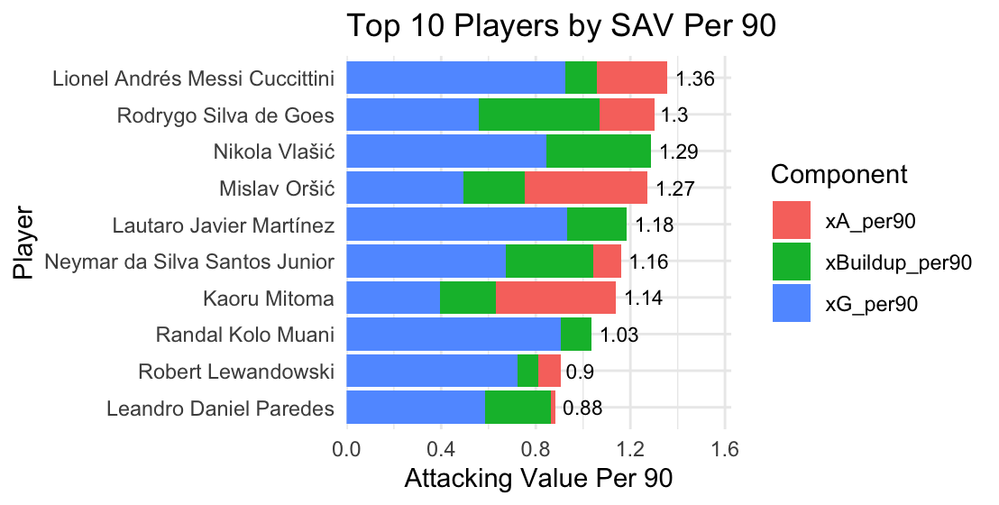 Top 10 Players by SAV Per 90
Player
Lionel Andrés Messi Cuccittini 1.36
Rodrygo Silva de Goes 1.3
Nikola Vlašić 1.29
Mislav Oršić 1.27
Lautaro Javier Martínez 1.18
Neymar da Silva Santos Junior 1.16
Kaoru Mitoma 1.14
Randal Kolo Muani 1.03
Robert Lewandowski 0.9
Leandro Daniel Paredes 0.88
0.0 0.4 0.8 1.2 1.6
Attacking Value Per 90
Component
xA_per90
xBuildup_per90
xG_per90